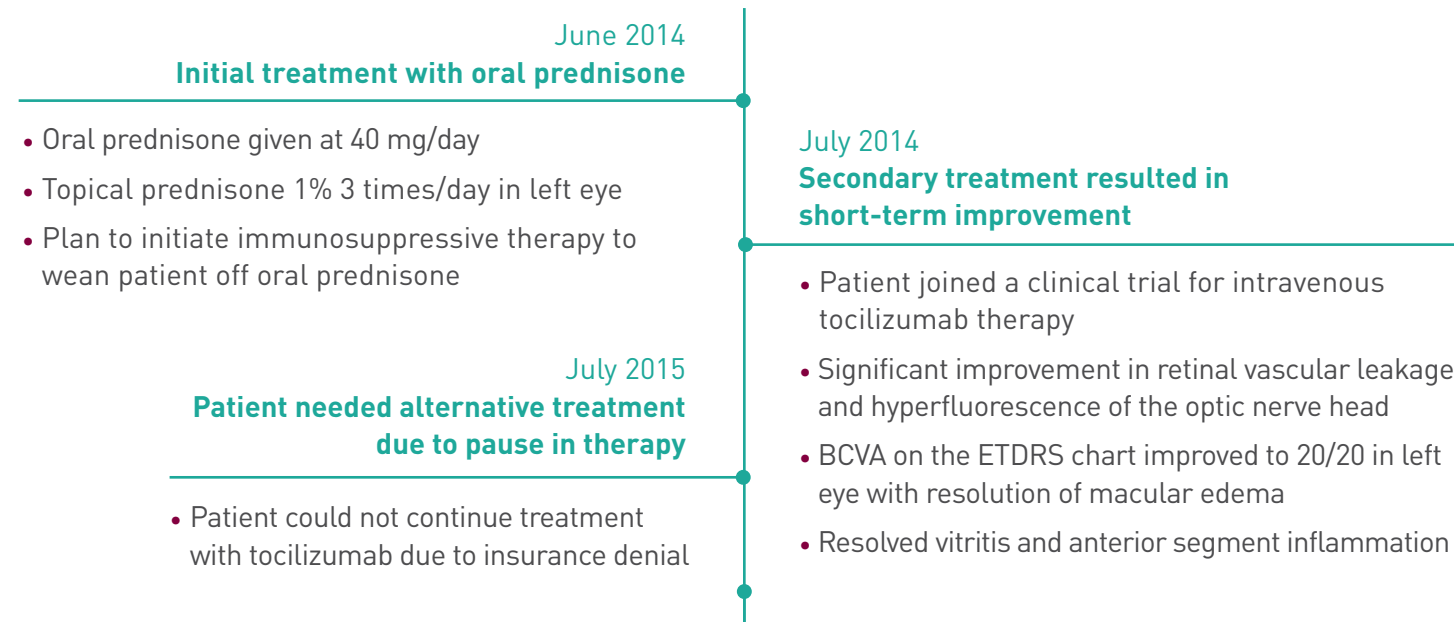 June 2014
Initial treatment with oral prednisone
• Oral prednisone given at 40 mg/day
• Topical prednisone 1% 3 times/day in left eye
• Plan to initiate immunosuppressive therapy to
wean patient off oral prednisone
July 2014
Secondary treatment resulted in
short-term improvement
• Patient joined a clinical trial for intravenous
tocilizumab therapy
• Significant improvement in retinal vascular leakage
and hyperfluorescence of the optic nerve head
• BCVA on the ETDRS chart improved to 20/20 in left
eye with resolution of macular edema
• Resolved vitritis and anterior segment inflammation
July 2015
Patient needed alternative treatment
due to pause in therapy
• Patient could not continue treatment
with tocilizumab due to insurance denial